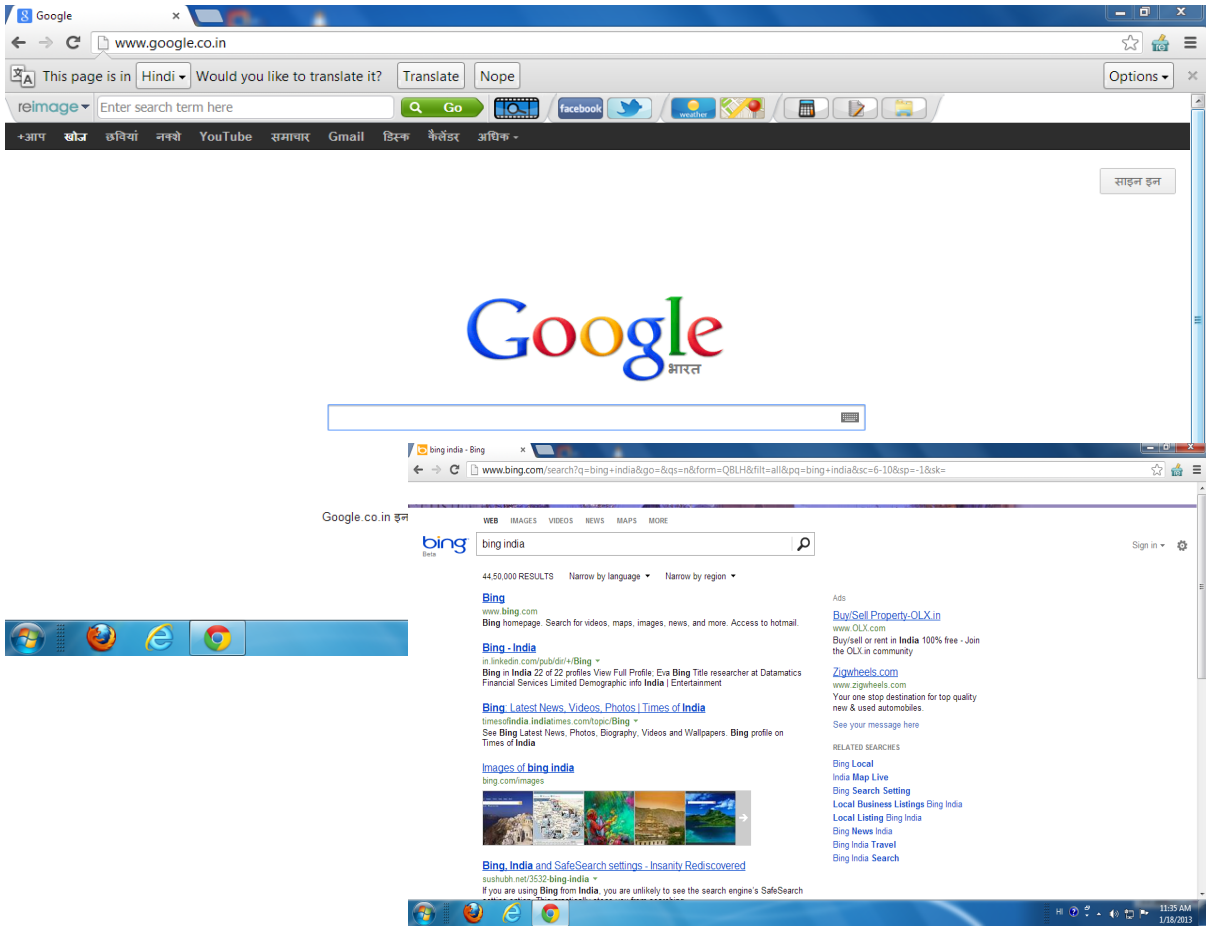 Google
www.google.co.in
This page is in Hindi Would you like to translate it? Translate Nope Options
reimage Enter search term here Go facebook weather
+आप खोज छवियां नक्शे YouTube समाचार Gmail डिस्क कैलेंडर अधिक
साइन इन
Google
भारत
Google.co.in इन
bing india - Bing
www.bing.com/search?q=bing+india&go=&qs=n&form=QBLH&filt=all&pq=bing+india&sc=6-10&sp=-1&sk=
WEB IMAGES VIDEOS NEWS MAPS MORE
bing
Beta
bing india
Sign in
44,50,000 RESULTS Narrow by language Narrow by region
Bing
www.bing.com
Bing homepage. Search for videos, maps, images, news, and more. Access to hotmail.
Bing - India
in.linkedin.com/pub/dir/+/Bing
Bing in India 22 of 22 profiles View Full Profile; Eva Bing Title researcher at Datamatics
Financial Services Limited Demographic info India | Entertainment
Bing: Latest News, Videos, Photos | Times of India
timesofindia.indiatimes.com/topic/Bing
See Bing Latest News, Photos, Biography, Videos and Wallpapers. Bing profile on
Times of India
Images of bing india
bing.com/images
Bing, India and SafeSearch settings - Insanity Rediscovered
sushubh.net/3532-bing-india
If you are using Bing from India, you are unlikely to see the search engine's SafeSearch
Ads
Buy/Sell Property-OLX.in
www.OLX.com
Buy/sell or rent in India 100% free - Join
the OLX.in community
Zigwheels.com
www.zigwheels.com
Your one stop destination for top quality
new & used automobiles.
See your message here
RELATED SEARCHES
Bing Local
India Map Live
Bing Search Setting
Local Business Listings Bing India
Local Listing Bing India
Bing News India
Bing India Travel
Bing India Search
HI
11:35 AM
1/18/2013